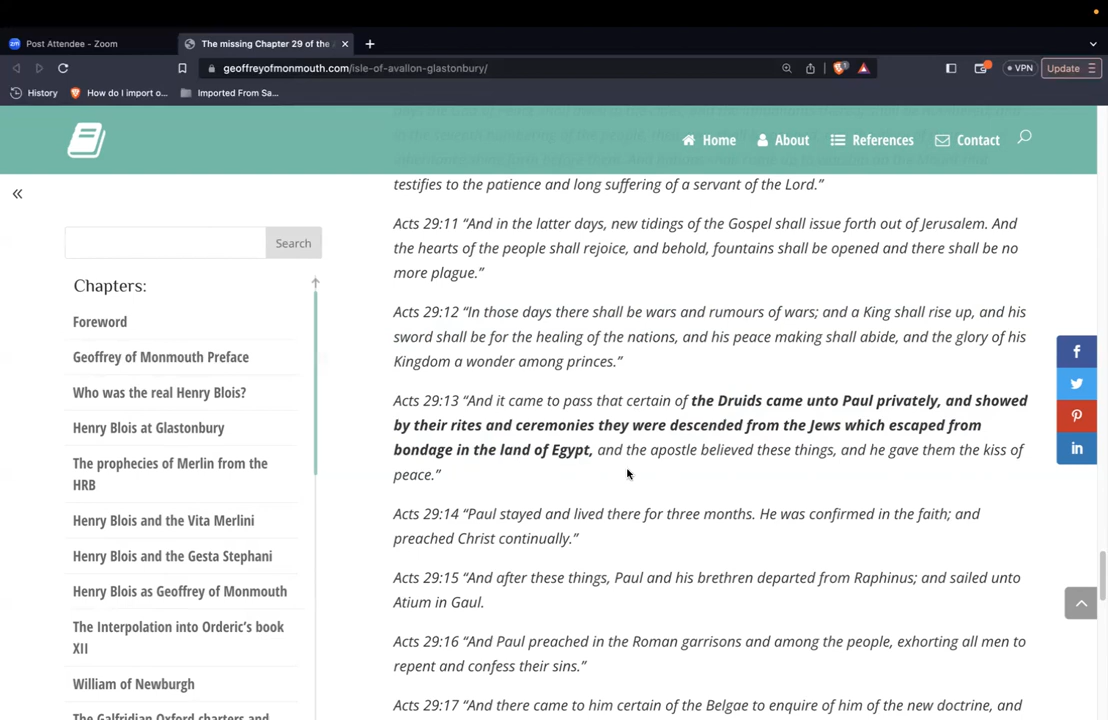 Post Attendee - Zoom
The missing Chapter 29 of the
geoffreyofmonmouth.com/isle-of-avallon-glastonbury/
VPN
Update
History
How do I import o...
Imported From Sa...
Home
About
References
Contact
testifies to the patience and long suffering of a servant of the Lord.”
Search
Chapters:
Foreword
Geoffrey of Monmouth Preface
Who was the real Henry Blois?
Henry Blois at Glastonbury
The prophecies of Merlin from the
HRB
Henry Blois and the Vita Merlini
Henry Blois and the Gesta Stephani
Henry Blois as Geoffrey of Monmouth
The Interpolation into Orderic’s book
XII
William of Newburgh
The Galfridian Oxford charters and
Acts 29:11 “And in the latter days, new tidings of the Gospel shall issue forth out of Jerusalem. And
the hearts of the people shall rejoice, and behold, fountains shall be opened and there shall be no
more plague.”
Acts 29:12 “In those days there shall be wars and rumours of wars; and a King shall rise up, and his
sword shall be for the healing of the nations, and his peace making shall abide, and the glory of his
Kingdom a wonder among princes.”
Acts 29:13 “And it came to pass that certain of the Druids came unto Paul privately, and showed
by their rites and ceremonies they were descended from the Jews which escaped from
bondage in the land of Egypt, and the apostle believed these things, and he gave them the kiss of
peace.”
Acts 29:14 “Paul stayed and lived there for three months. He was confirmed in the faith; and
preached Christ continually.”
Acts 29:15 “And after these things, Paul and his brethren departed from Raphinus; and sailed unto
Atium in Gaul.
Acts 29:16 “And Paul preached in the Roman garrisons and among the people, exhorting all men to
repent and confess their sins.”
Acts 29:17 “And there came to him certain of the Belgae to enquire of him of the new doctrine, and